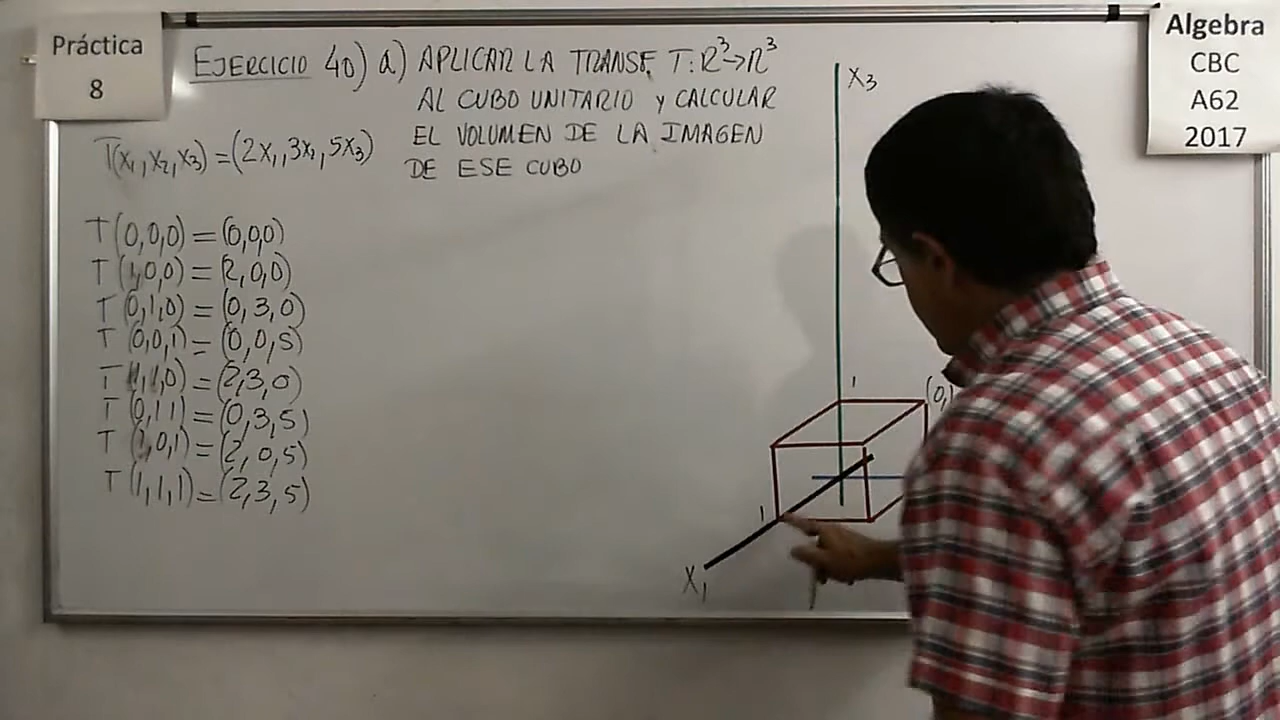 Práctica
8
EJERCICIO 40) a) APLICAR LA TRANSF. T: R³→R³
AL CUBO UNITARIO Y CALCULAR
EL VOLUMEN DE LA IMAGEN
DE ESE CUBO
T(x₁, x₂, x₃) = (2x₁, 3x₂, 5x₃)
T(0,0,0) = (0,0,0)
T(1,0,0) = (2,0,0)
T(0,1,0) = (0,3,0)
T(0,0,1) = (0,0,5)
T(1,1,0) = (2,3,0)
T(0,1,1) = (0,3,5)
T(1,0,1) = (2,0,5)
T(1,1,1) = (2,3,5)
X₃
1
(0,1
1
X₁
Algebra
CBC
A62
2017